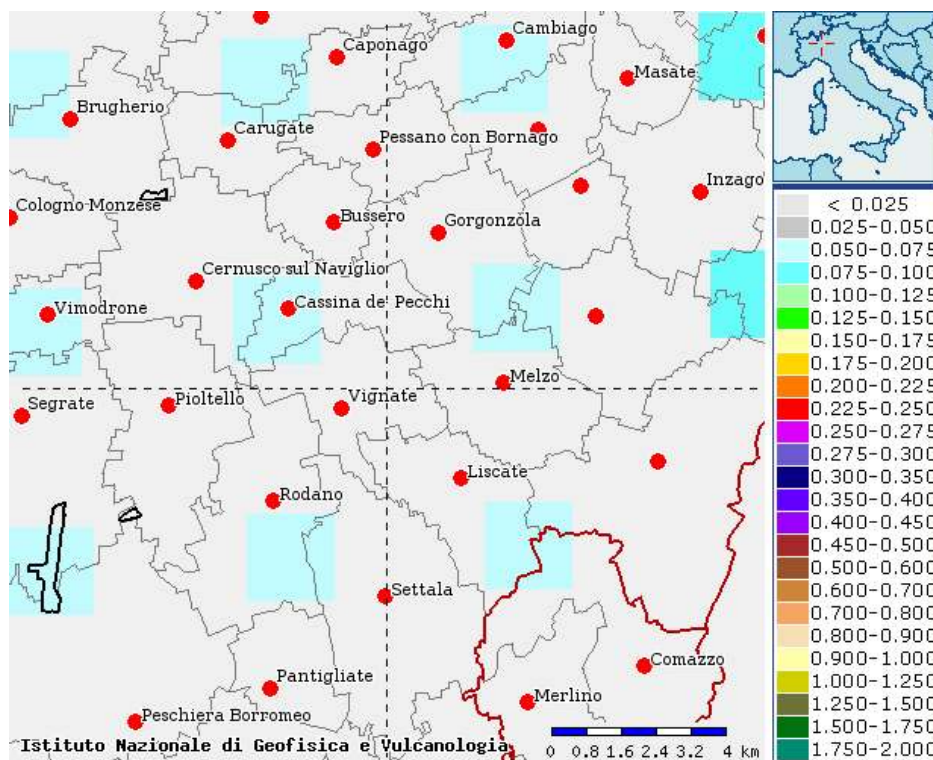 Cambiago
Caponago
Masate
Brugherio
Carugate
Pessano con Bornago
Inzago
Cologno Monzese
Bussero
Gorgonzola
Cernusco sul Naviglio
Cassina de' Pecchi
Vimodrone
Melzo
Segrate
Pioltello
Vignate
Liscate
Rodano
Settala
Comazzo
Pantigliate
Merlino
Peschiera Borromeo
Istituto Nazionale di Geofisica e Vulcanologia
0 0.8 1.6 2.4 3.2 4 km
< 0.025
0.025-0.050
0.050-0.075
0.075-0.100
0.100-0.125
0.125-0.150
0.150-0.175
0.175-0.200
0.200-0.225
0.225-0.250
0.250-0.275
0.275-0.300
0.300-0.350
0.350-0.400
0.400-0.450
0.450-0.500
0.500-0.600
0.600-0.700
0.700-0.800
0.800-0.900
0.900-1.000
1.000-1.250
1.250-1.500
1.500-1.750
1.750-2.000